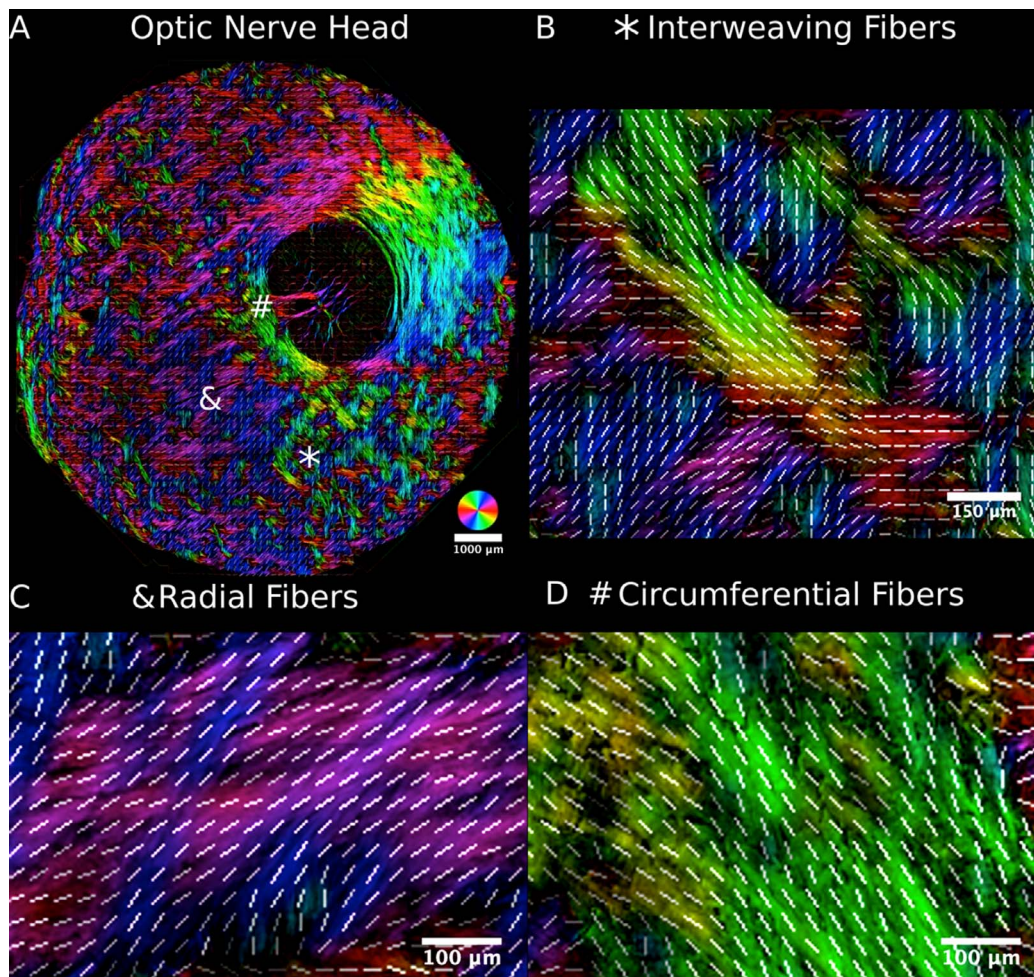 A Optic Nerve Head
B * Interweaving Fibers
#
&
*
1000 µm
150 µm
C &Radial Fibers
D # Circumferential Fibers
100 µm
100 µm